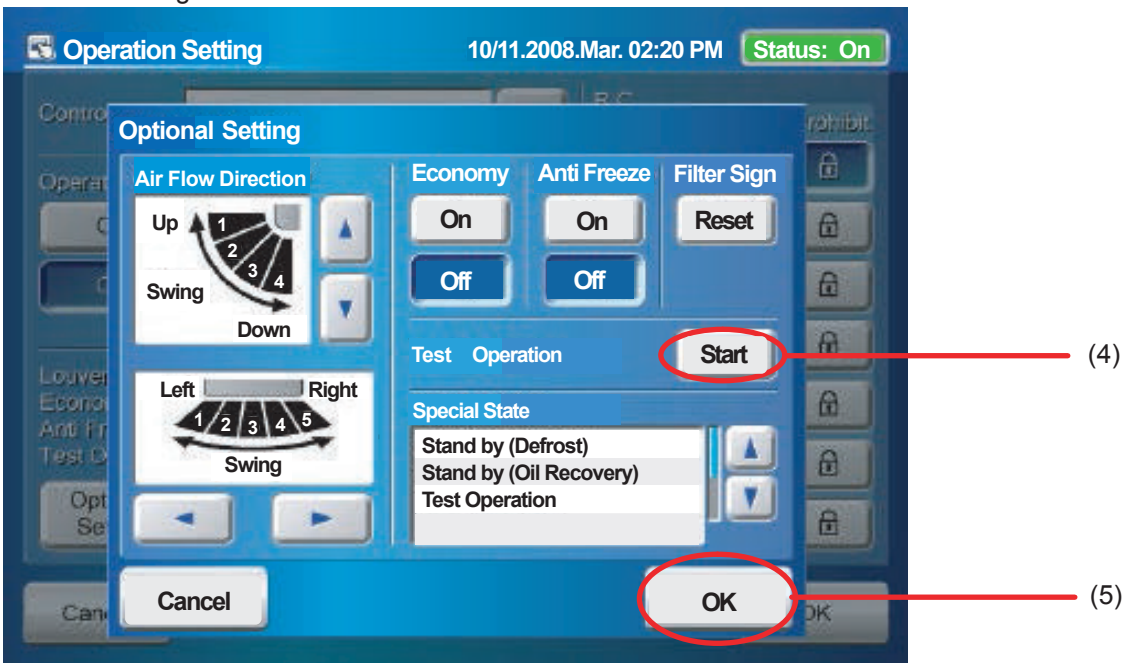 Operation Setting 10/11.2008.Mar. 02:20 PM Status: On
Optional Setting
Air Flow Direction
Up
1
2
3
4
Swing
Down
Left Right
1 2 3 4 5
Swing
Economy Anti Freeze Filter Sign
On On Reset
Off Off
Test Operation Start
(4)
Special State
Stand by (Defrost)
Stand by (Oil Recovery)
Test Operation
Cancel OK
(5)